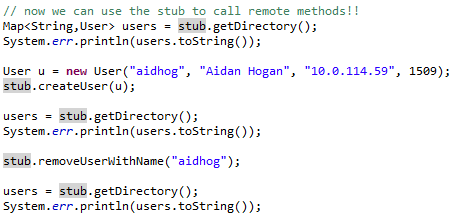 // now we can use the stub to call remote methods!!
Map<String,User> users = stub.getDirectory();
System.err.println(users.toString());
User u = new User("aidhog", "Aidan Hogan", "10.0.114.59", 1509);
stub.createUser(u);
users = stub.getDirectory();
System.err.println(users.toString());
stub.removeUserWithName("aidhog");
users = stub.getDirectory();
System.err.println(users.toString());